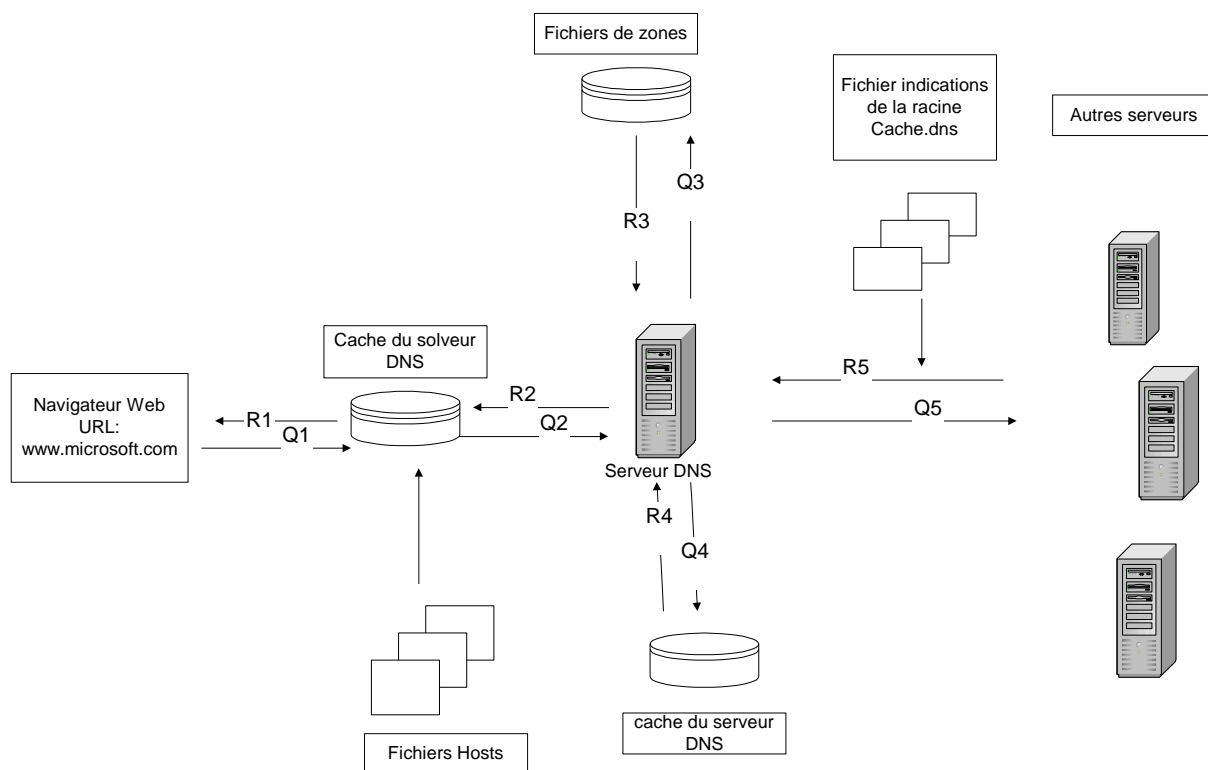 Fichiers de zones
Fichier indications
de la racine
Cache.dns
Autres serveurs
Q3
R3
Cache du solveur
DNS
R5
Navigateur Web
URL:
www.microsoft.com
R1
Q1
R2
Q2
Q5
Serveur DNS
R4
Q4
cache du serveur
DNS
Fichiers Hosts